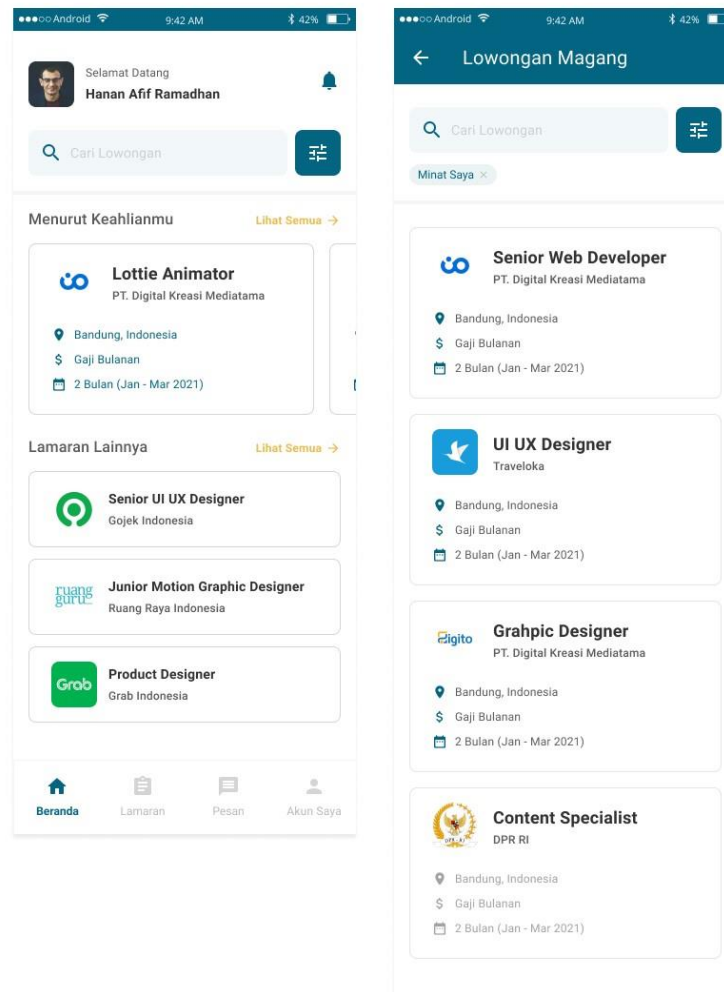 Android
9:42 AM
42%
Selamat Datang
Hanan Afif Ramadhan
Cari Lowongan
Menurut Keahlianmu
Lihat Semua →
Lottie Animator
PT. Digital Kreasi Mediatama
Bandung, Indonesia
$ Gaji Bulanan
2 Bulan (Jan - Mar 2021)
Lamaran Lainnya
Lihat Semua →
Senior UI UX Designer
Gojek Indonesia
ruang
guru
Junior Motion Graphic Designer
Ruang Raya Indonesia
Grab
Product Designer
Grab Indonesia
Beranda
Lamaran
Pesan
Akun Saya
Android
9:42 AM
42%
← Lowongan Magang
Cari Lowongan
Minat Saya ×
Senior Web Developer
PT. Digital Kreasi Mediatama
Bandung, Indonesia
$ Gaji Bulanan
2 Bulan (Jan - Mar 2021)
UI UX Designer
Traveloka
Bandung, Indonesia
$ Gaji Bulanan
2 Bulan (Jan - Mar 2021)
Digito
Grahpic Designer
PT. Digital Kreasi Mediatama
Bandung, Indonesia
$ Gaji Bulanan
2 Bulan (Jan - Mar 2021)
DPR - RI
Content Specialist
DPR RI
Bandung, Indonesia
$ Gaji Bulanan
2 Bulan (Jan - Mar 2021)